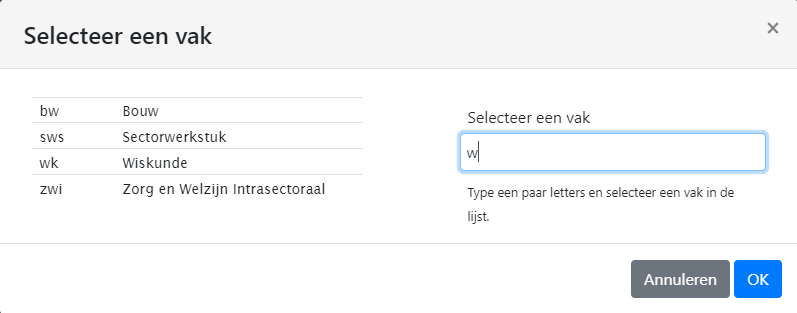 Selecteer een vak
×
bw Bouw
sws Sectorwerkstuk
wk Wiskunde
zwi Zorg en Welzijn Intrasectoraal
Selecteer een vak
w
Type een paar letters en selecteer een vak in de
lijst.
Annuleren OK